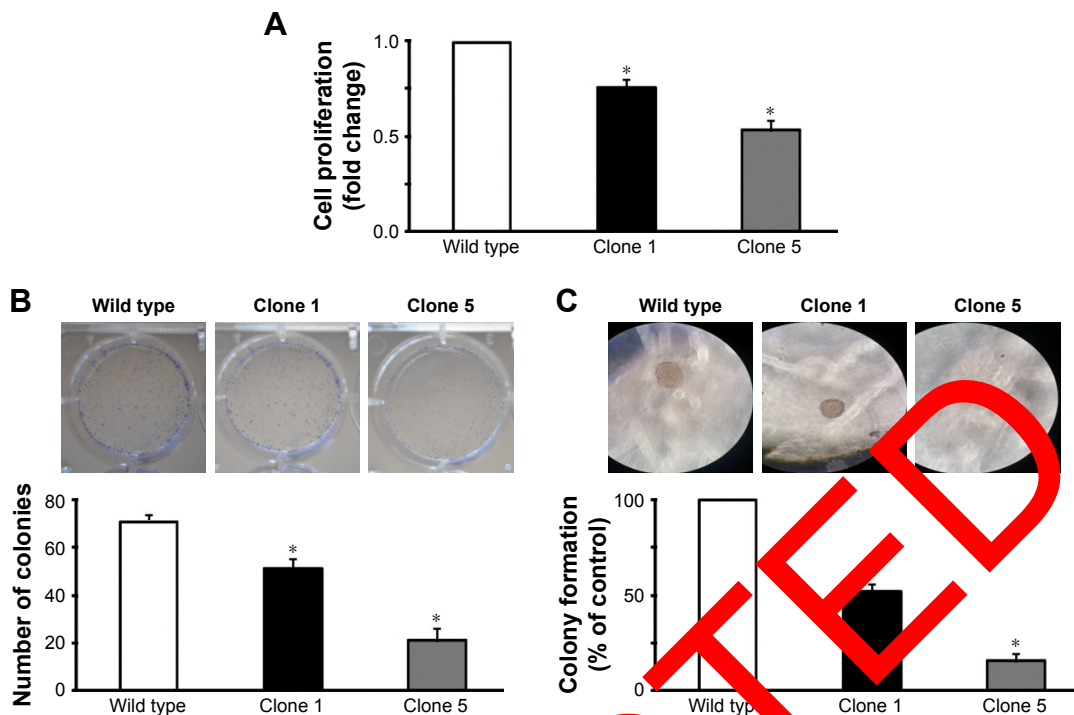 A
Cell proliferation
(fold change)
1.0
0.5
0.0
*
*
Wild type
Clone 1
Clone 5
B
Wild type
Clone 1
Clone 5
Number of colonies
80
60
40
20
0
*
*
Wild type
Clone 1
Clone 5
C
Wild type
Clone 1
Clone 5
Colony formation
(% of control)
100
50
0
*
Wild type
Clone 1
Clone 5
TED